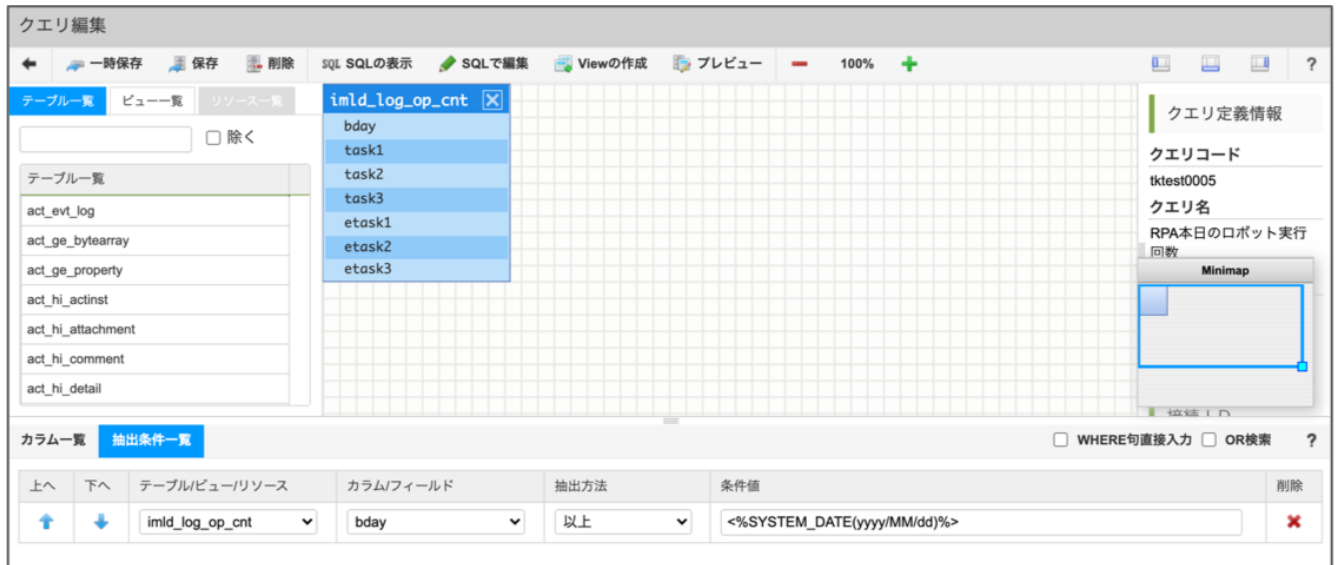 クエリ編集
一時保存 保存 削除 SQL SQLの表示 SQLで編集 Viewの作成 プレビュー 100% ?
テーブル一覧 ビュー一覧 リソース一覧
除く
テーブル一覧
act_evt_log
act_ge_bytearray
act_ge_property
act_hi_actinst
act_hi_attachment
act_hi_comment
act_hi_detail
imld_log_op_cnt
bday
task1
task2
task3
etask1
etask2
etask3
クエリ定義情報
クエリコード
tktest0005
クエリ名
RPA本日のロボット実行
回数
Minimap
カラム一覧 抽出条件一覧 WHERE句直接入力 OR検索 ?
上へ 下へ テーブル/ビュー/リソース カラム/フィールド 抽出方法 条件値 削除
imld_log_op_cnt bday 以上 <%SYSTEM_DATE(yyyy/MM/dd)%>